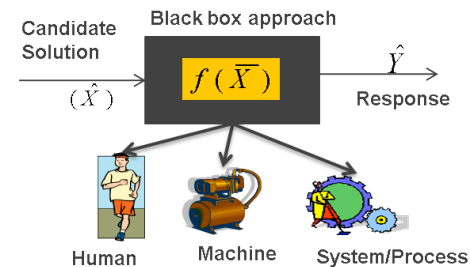 Black box approach
Candidate
Solution
f ( X̅ )
Ŷ
( X̂ )
Response
Human
Machine
System/Process